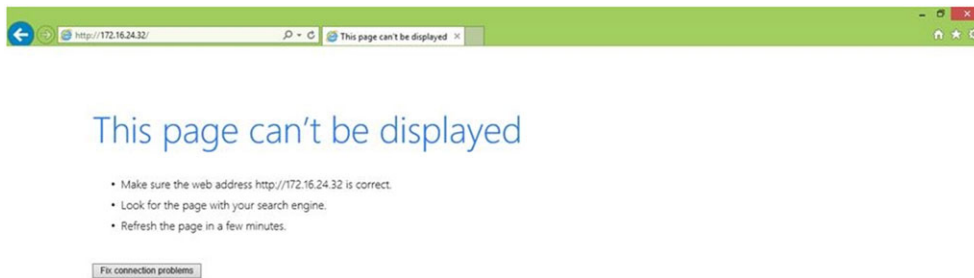 http://172.16.24.32/
This page can't be displayed
This page can't be displayed
• Make sure the web address http://172.16.24.32 is correct.
• Look for the page with your search engine.
• Refresh the page in a few minutes.
Fix connection problems